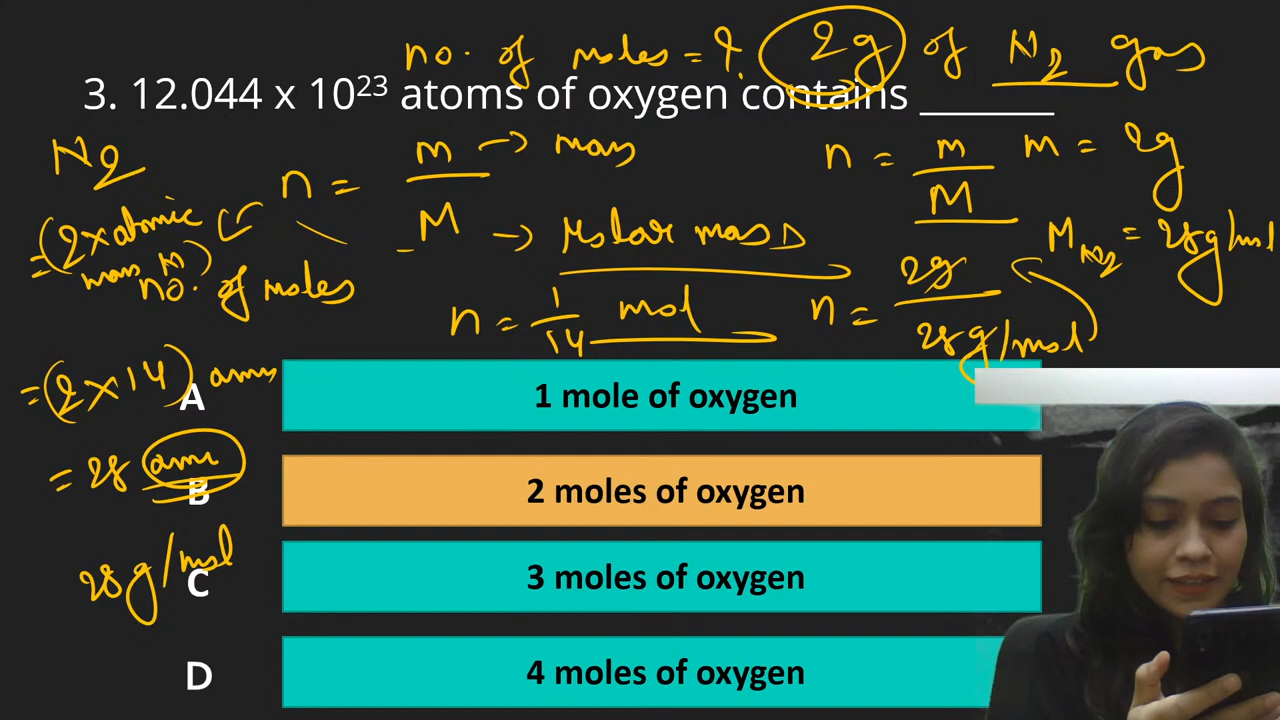 no. of moles = ? 2g of N2 gas
3. 12.044 x 10²³ atoms of oxygen contains ______
N2
n = m → mass
M → Molar mass
= (2 x atomic mass N)
no. of moles
n = m/M m = 2g
M N2 = 28g/mol
n = 2g / 28g/mol
n = 1/14 mol
= (2 x 14) amu
A 1 mole of oxygen
= 28 amu
B 2 moles of oxygen
28g/mol
C 3 moles of oxygen
D 4 moles of oxygen